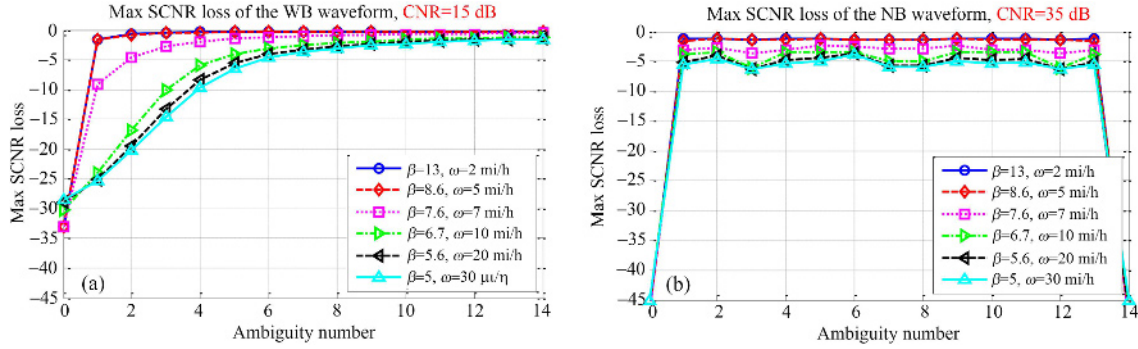 Max SCNR loss of the WB waveform, CNR=15 dB
0
−5
−10
−15
−20
−25
−30
−35
−40
−45
Max SCNR loss
β=13, ω=2 mi/h
β=8.6, ω=5 mi/h
β=7.6, ω=7 mi/h
β=6.7, ω=10 mi/h
β=5.6, ω=20 mi/h
β=5, ω=30 μι/η
(a)
0 2 4 6 8 10 12 14
Ambiguity number
Max SCNR loss of the NB waveform, CNR=35 dB
0
−5
−10
−15
−20
−25
−30
−35
−40
−45
Max SCNR loss
β=13, ω=2 mi/h
β=8.6, ω=5 mi/h
β=7.6, ω=7 mi/h
β=6.7, ω=10 mi/h
β=5.6, ω=20 mi/h
β=5, ω=30 mi/h
(b)
0 2 4 6 8 10 12 14
Ambiguity number